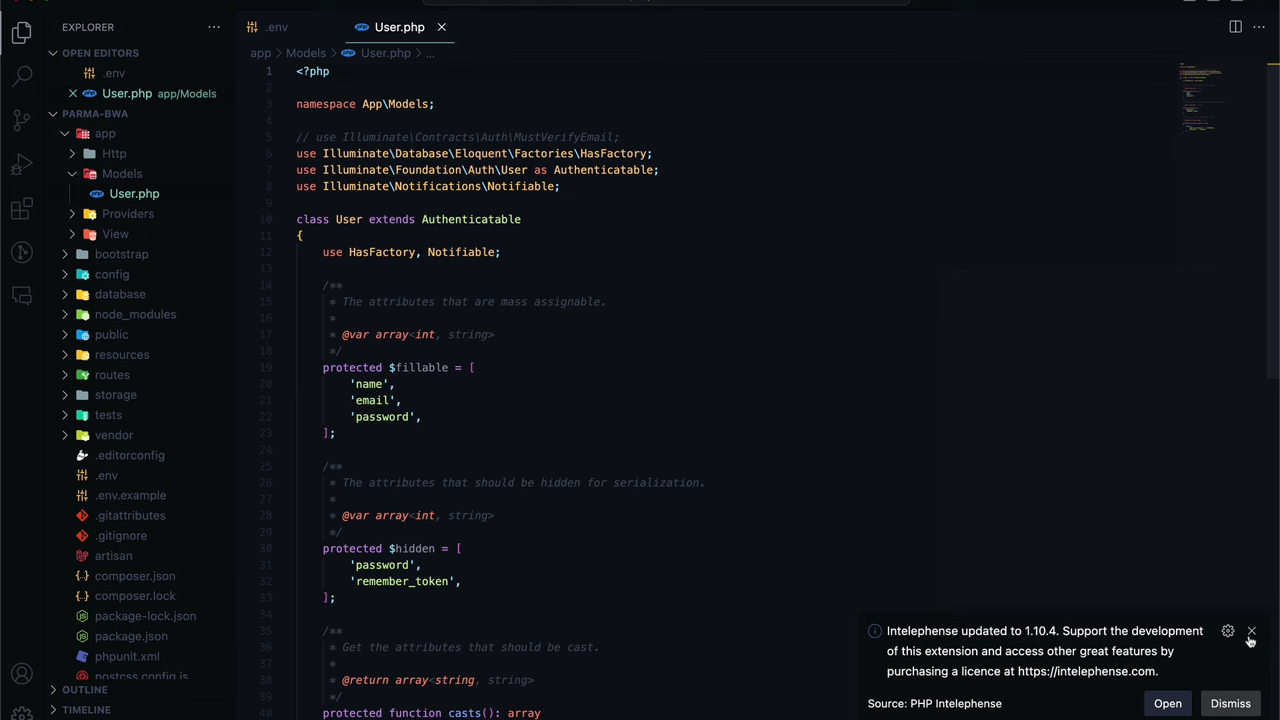 EXPLORER
OPEN EDITORS
.env
User.php app/Models
PARMA-BWA
app
Http
Models
User.php
Providers
View
bootstrap
config
database
node_modules
public
resources
routes
storage
tests
vendor
.editorconfig
.env
.env.example
.gitattributes
.gitignore
artisan
composer.json
composer.lock
package-lock.json
package.json
phpunit.xml
postcss.config.js
OUTLINE
TIMELINE
.env
User.php
app > Models > User.php > ...
1 <?php
2
3 namespace App\Models;
4
5 // use Illuminate\Contracts\Auth\MustVerifyEmail;
6 use Illuminate\Database\Eloquent\Factories\HasFactory;
7 use Illuminate\Foundation\Auth\User as Authenticatable;
8 use Illuminate\Notifications\Notifiable;
9
10 class User extends Authenticatable
11 {
12 use HasFactory, Notifiable;
13
14 /**
15 * The attributes that are mass assignable.
16 *
17 * @var array<int, string>
18 */
19 protected $fillable = [
20 'name',
21 'email',
22 'password',
23 ];
24
25 /**
26 * The attributes that should be hidden for serialization.
27 *
28 * @var array<int, string>
29 */
30 protected $hidden = [
31 'password',
32 'remember_token',
33 ];
34
35 /**
36 * Get the attributes that should be cast.
37 *
38 * @return array<string, string>
39 */
40 protected function casts(): array
Intelephense updated to 1.10.4. Support the development
of this extension and access other great features by
purchasing a licence at https://intelephense.com.
Source: PHP Intelephense
Open
Dismiss